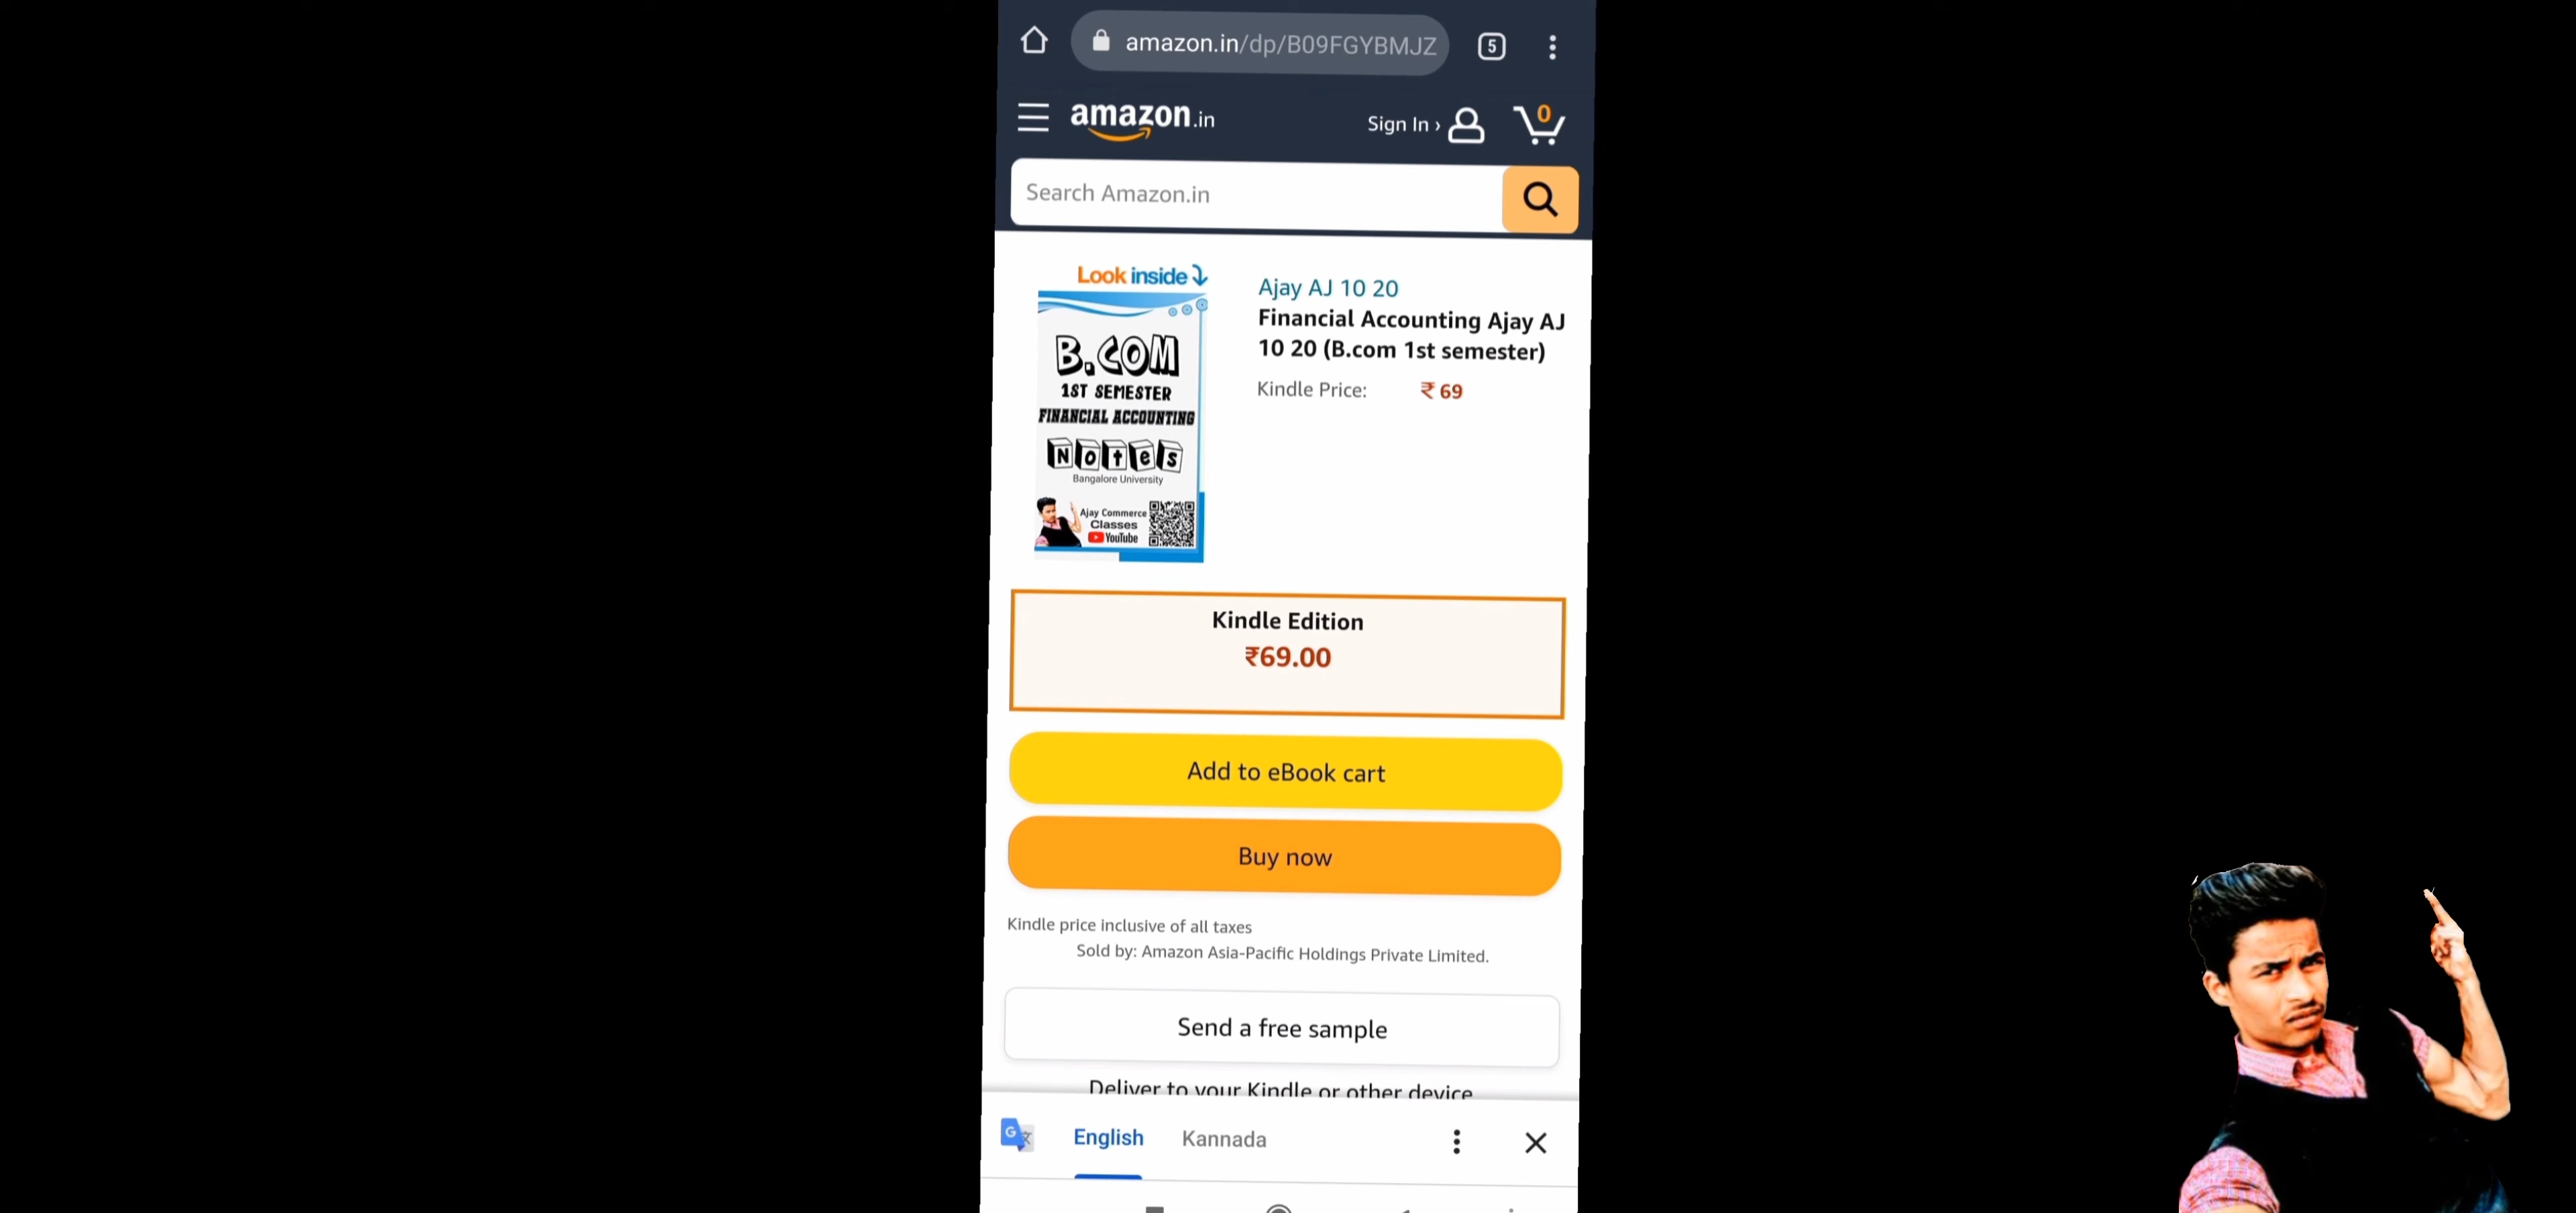 amazon.in/dp/B09FGYBMJZ
5
amazon.in
Sign In ›
0
Search Amazon.in
Look inside
B.COM
1ST SEMESTER
FINANCIAL ACCOUNTING
Notes
Bangalore University
Ajay Commerce
Classes
YouTube
Ajay AJ 10 20
Financial Accounting Ajay AJ
10 20 (B.com 1st semester)
Kindle Price: ₹ 69
Kindle Edition
₹69.00
Add to eBook cart
Buy now
Kindle price inclusive of all taxes
Sold by: Amazon Asia-Pacific Holdings Private Limited.
Send a free sample
Deliver to your Kindle or other device
G 文
English Kannada